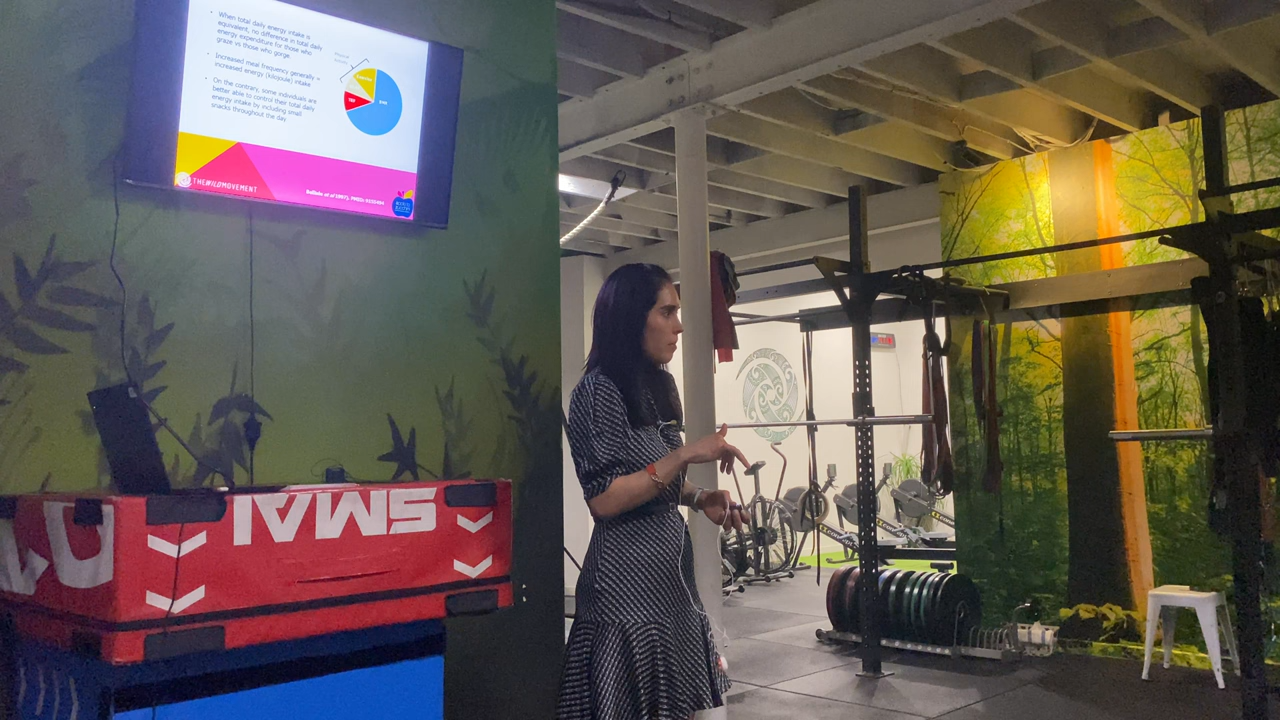 • When total daily energy intake is
equivalent, no difference in total daily
energy expenditure for those who
graze vs those who gorge
• Increased meal frequency generally =
increased energy (kilojoule) intake
• On the contrary, some individuals are
better able to control their total daily
energy intake by including small
snacks throughout the day
TEF
THEWILDMOVEMENT
SMAI